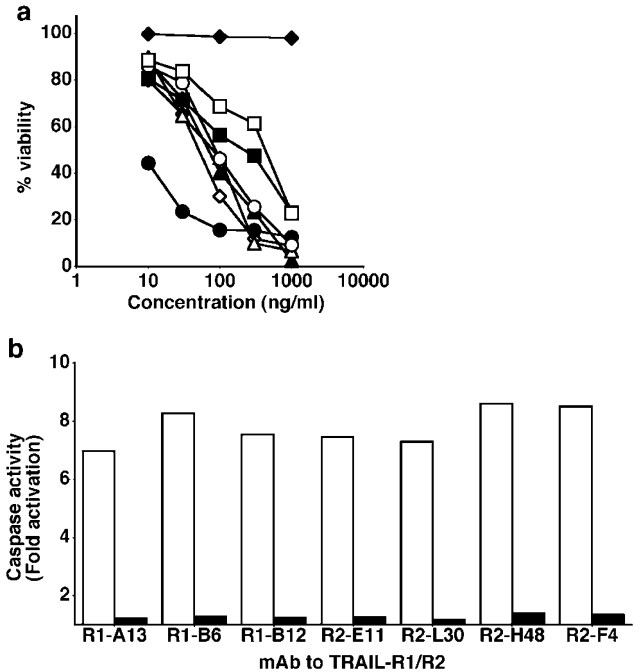 a
100
80
60
40
20
0
% viability
1 10 100 1000 10000
Concentration (ng/ml)
b
10
8
6
4
2
Caspase activity
(Fold activation)
R1-A13 R1-B6 R1-B12 R2-E11 R2-L30 R2-H48 R2-F4
mAb to TRAIL-R1/R2